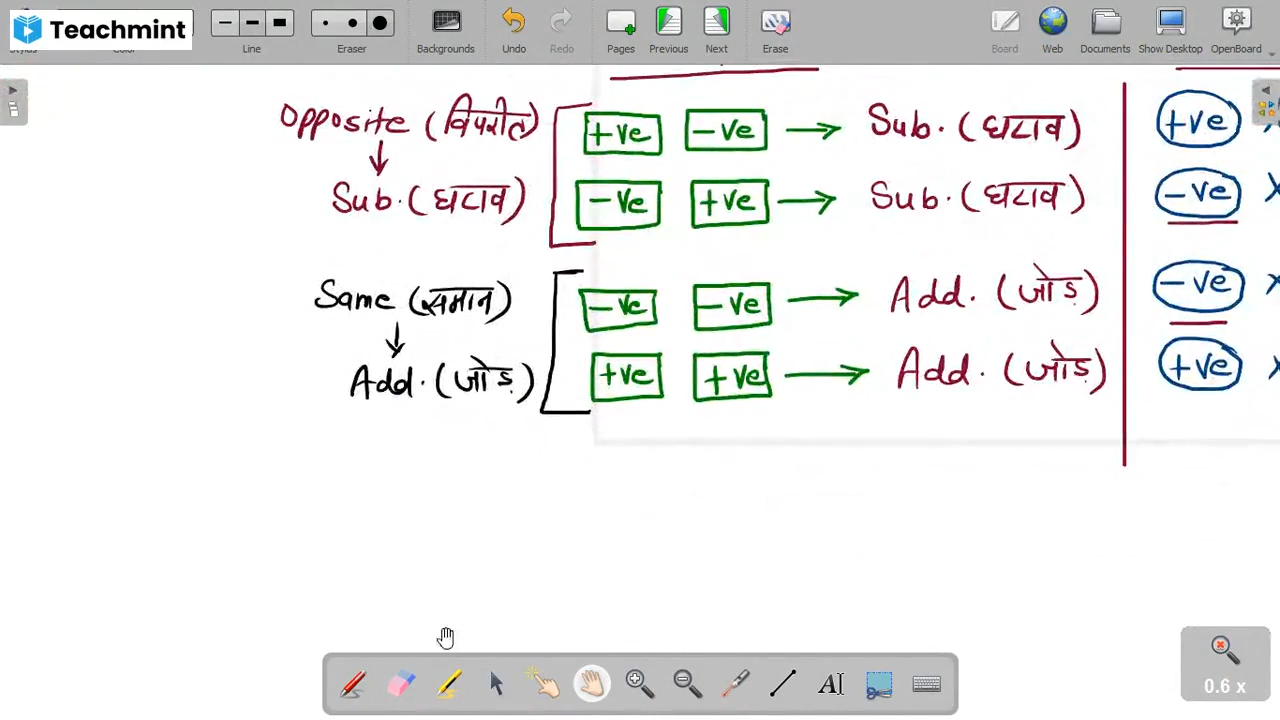 Teachmint
Line
Eraser
Backgrounds
Undo
Redo
Pages
Previous
Next
Erase
Board
Web
Documents
Show Desktop
OpenBoard
Opposite (विपरीत)
Sub. (घटाव)
+ve -ve → Sub. (घटाव)
-ve +ve → Sub. (घटाव)
Same (समान)
Add. (जोड़)
-ve -ve → Add. (जोड़)
+ve +ve → Add. (जोड़)
+ve
-ve
-ve
+ve
0.6 x